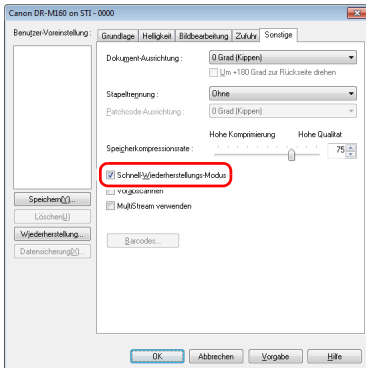 Canon DR-M160 on STI - 0000
Benutzer-Voreinstellung :
Grundlage Helligkeit Bildbearbeitung Zufuhr Sonstige
Dokument-Ausrichtung : 0 Grad (Kippen)
Um +180 Grad zur Rückseite drehen
Stapeltrennung : Ohne
Patchcode-Ausrichtung : 0 Grad (Kippen)
Hohe Komprimierung Hohe Qualitat
Speicherkompressionsrate : 75
Schnell-Wiederherstellungs-Modus
Vorabscannen
MultiStream verwenden
Barcodes...
Speichern(Y)...
Löschen(J)
Wiederherstellung...
Datensicherung(X)...
OK Abbrechen Vorgabe Hilfe